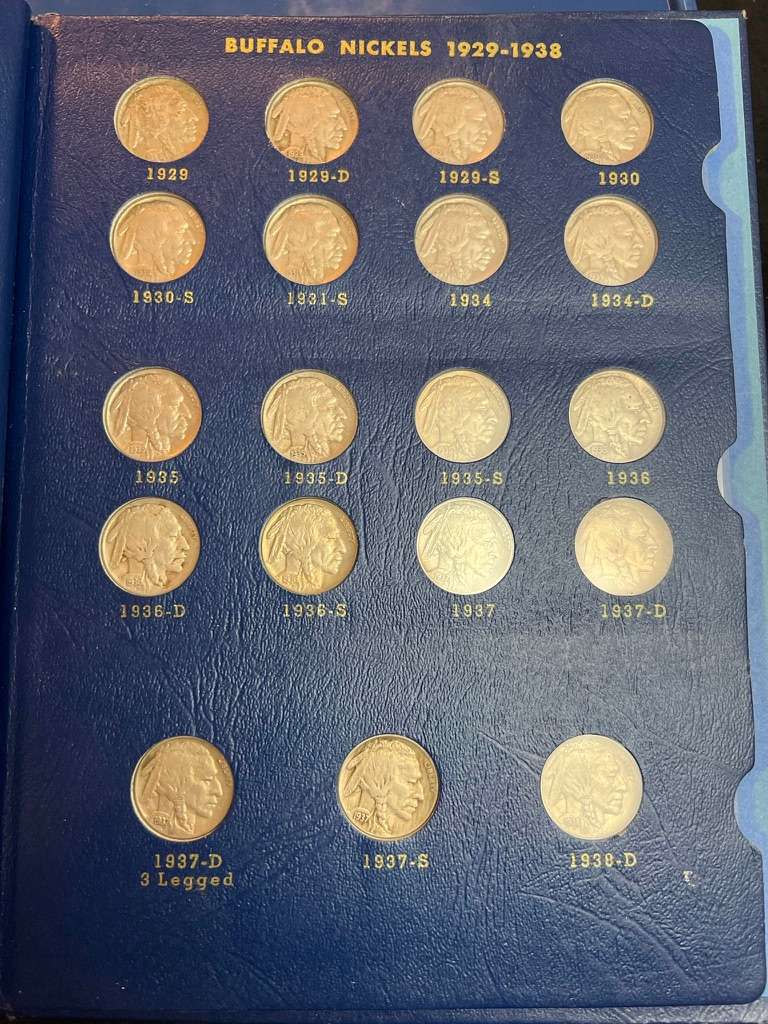 BUFFALO NICKELS 1929-1938
1929 1929-D 1929-S 1930
1930-S 1931-S 1934 1934-D
1935 1935-D 1935-S 1936
1936-D 1936-S 1937 1937-D
1937-D 1937-S 1938-D
3 Legged